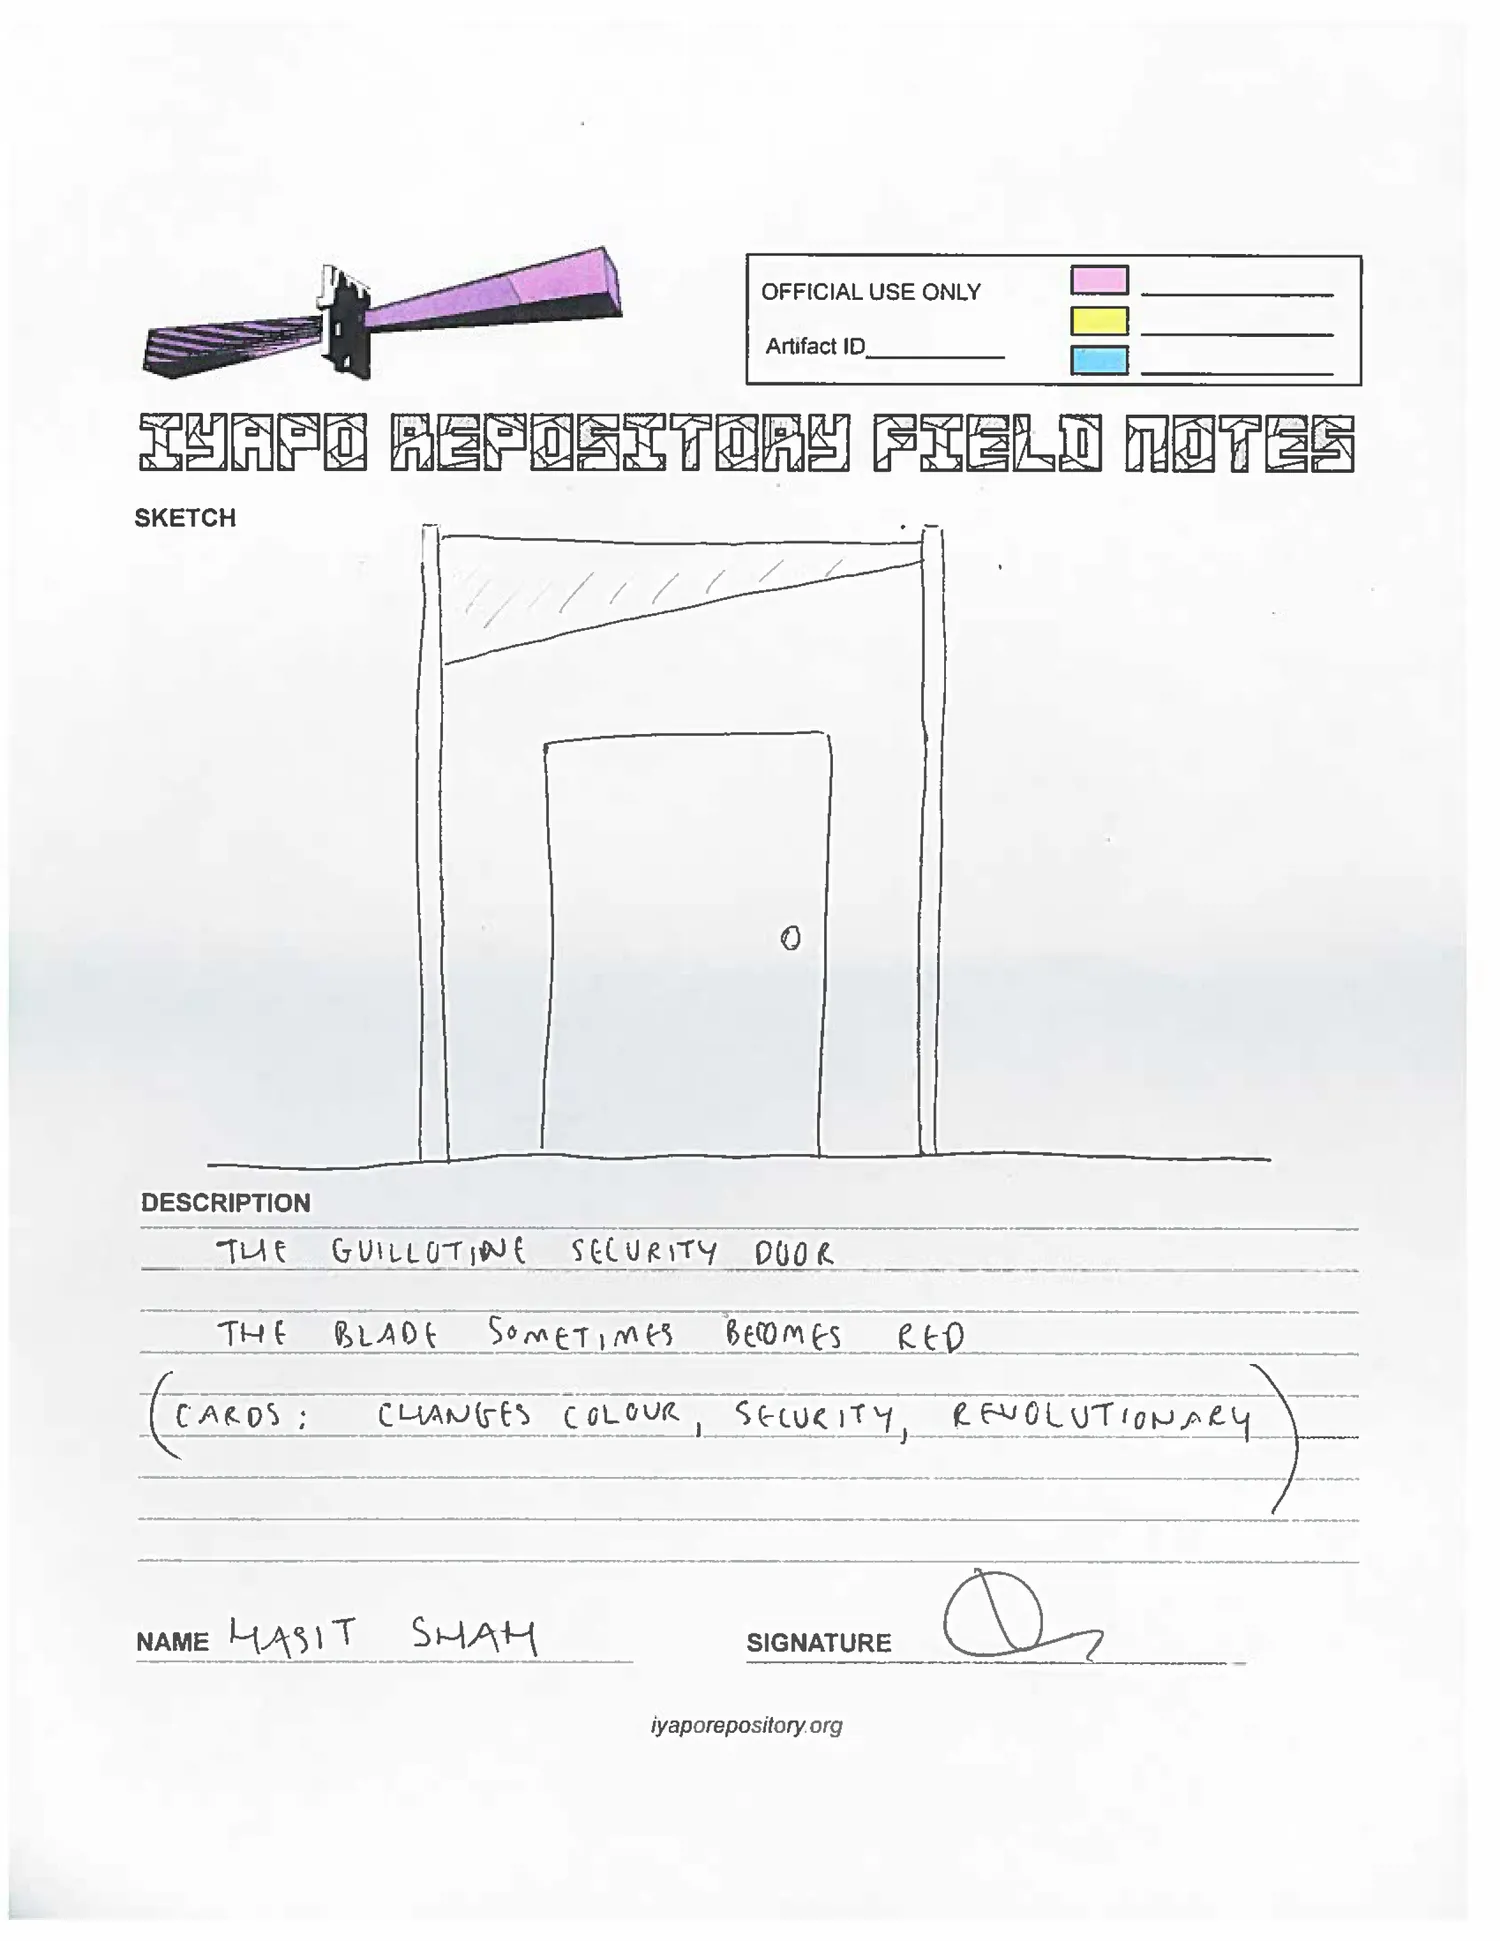 OFFICIAL USE ONLY
Artifact ID
IYAPO REPOSITORY FIELD NOTES
SKETCH
DESCRIPTION
THE GUILLOTINE SECURITY DOOR
THE BLADE SOMETIMES BECOMES RED
(CARDS: CHANGES COLOUR, SECURITY, REVOLUTIONARY)
NAME HASIT SHAH
SIGNATURE
iyaporepository.org